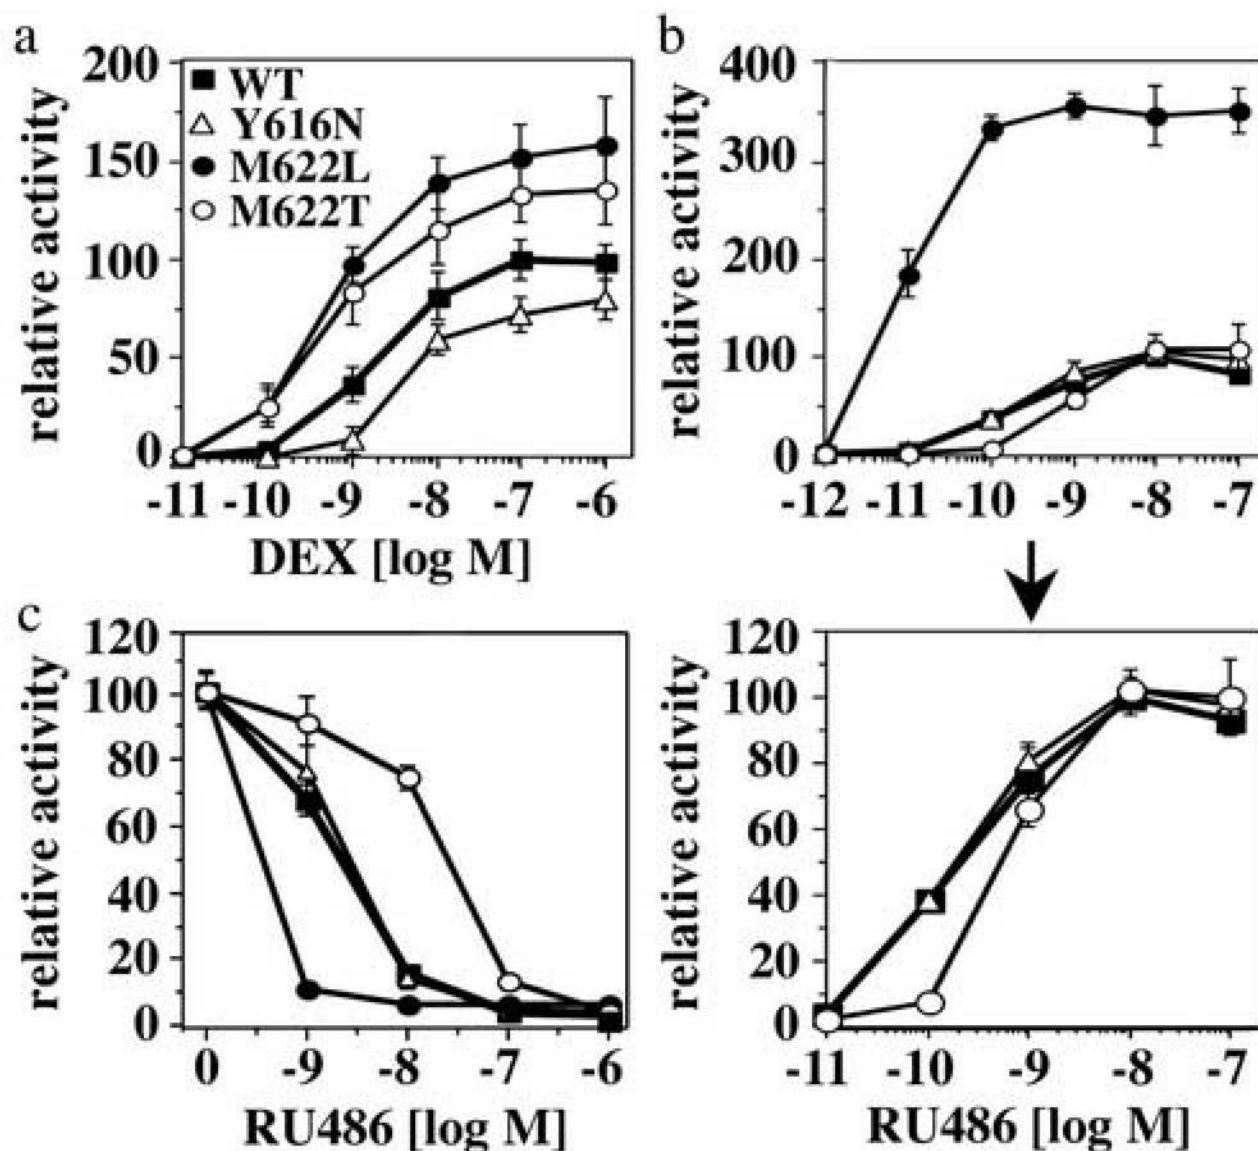 a
relative activity
200
150
100
50
0
WT
Y616N
M622L
M622T
-11 -10 -9 -8 -7 -6
DEX [log M]
b
relative activity
400
300
200
100
0
-12 -11 -10 -9 -8 -7
c
relative activity
120
100
80
60
40
20
0
0 -9 -8 -7 -6
RU486 [log M]
relative activity
120
100
80
60
40
20
0
-11 -10 -9 -8 -7
RU486 [log M]